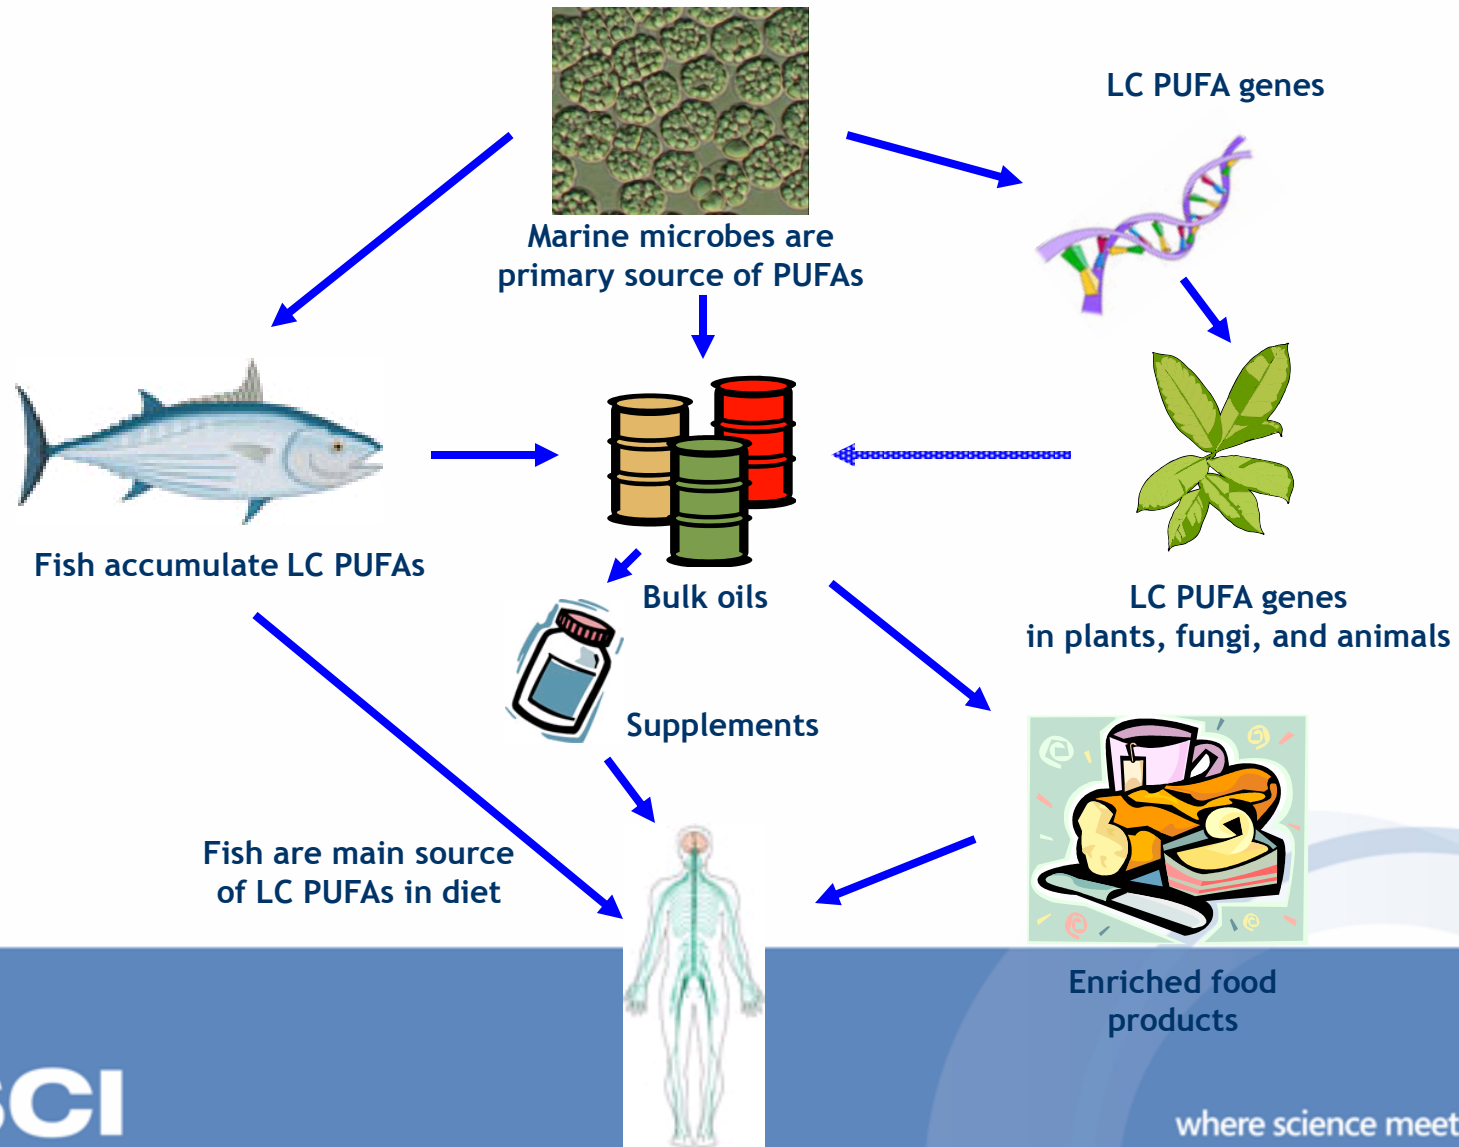 LC PUFA genes
Marine microbes are
primary source of PUFAs
Fish accumulate LC PUFAs
Bulk oils
LC PUFA genes
in plants, fungi, and animals
Supplements
Fish are main source
of LC PUFAs in diet
Enriched food
products
SCI
where science meet